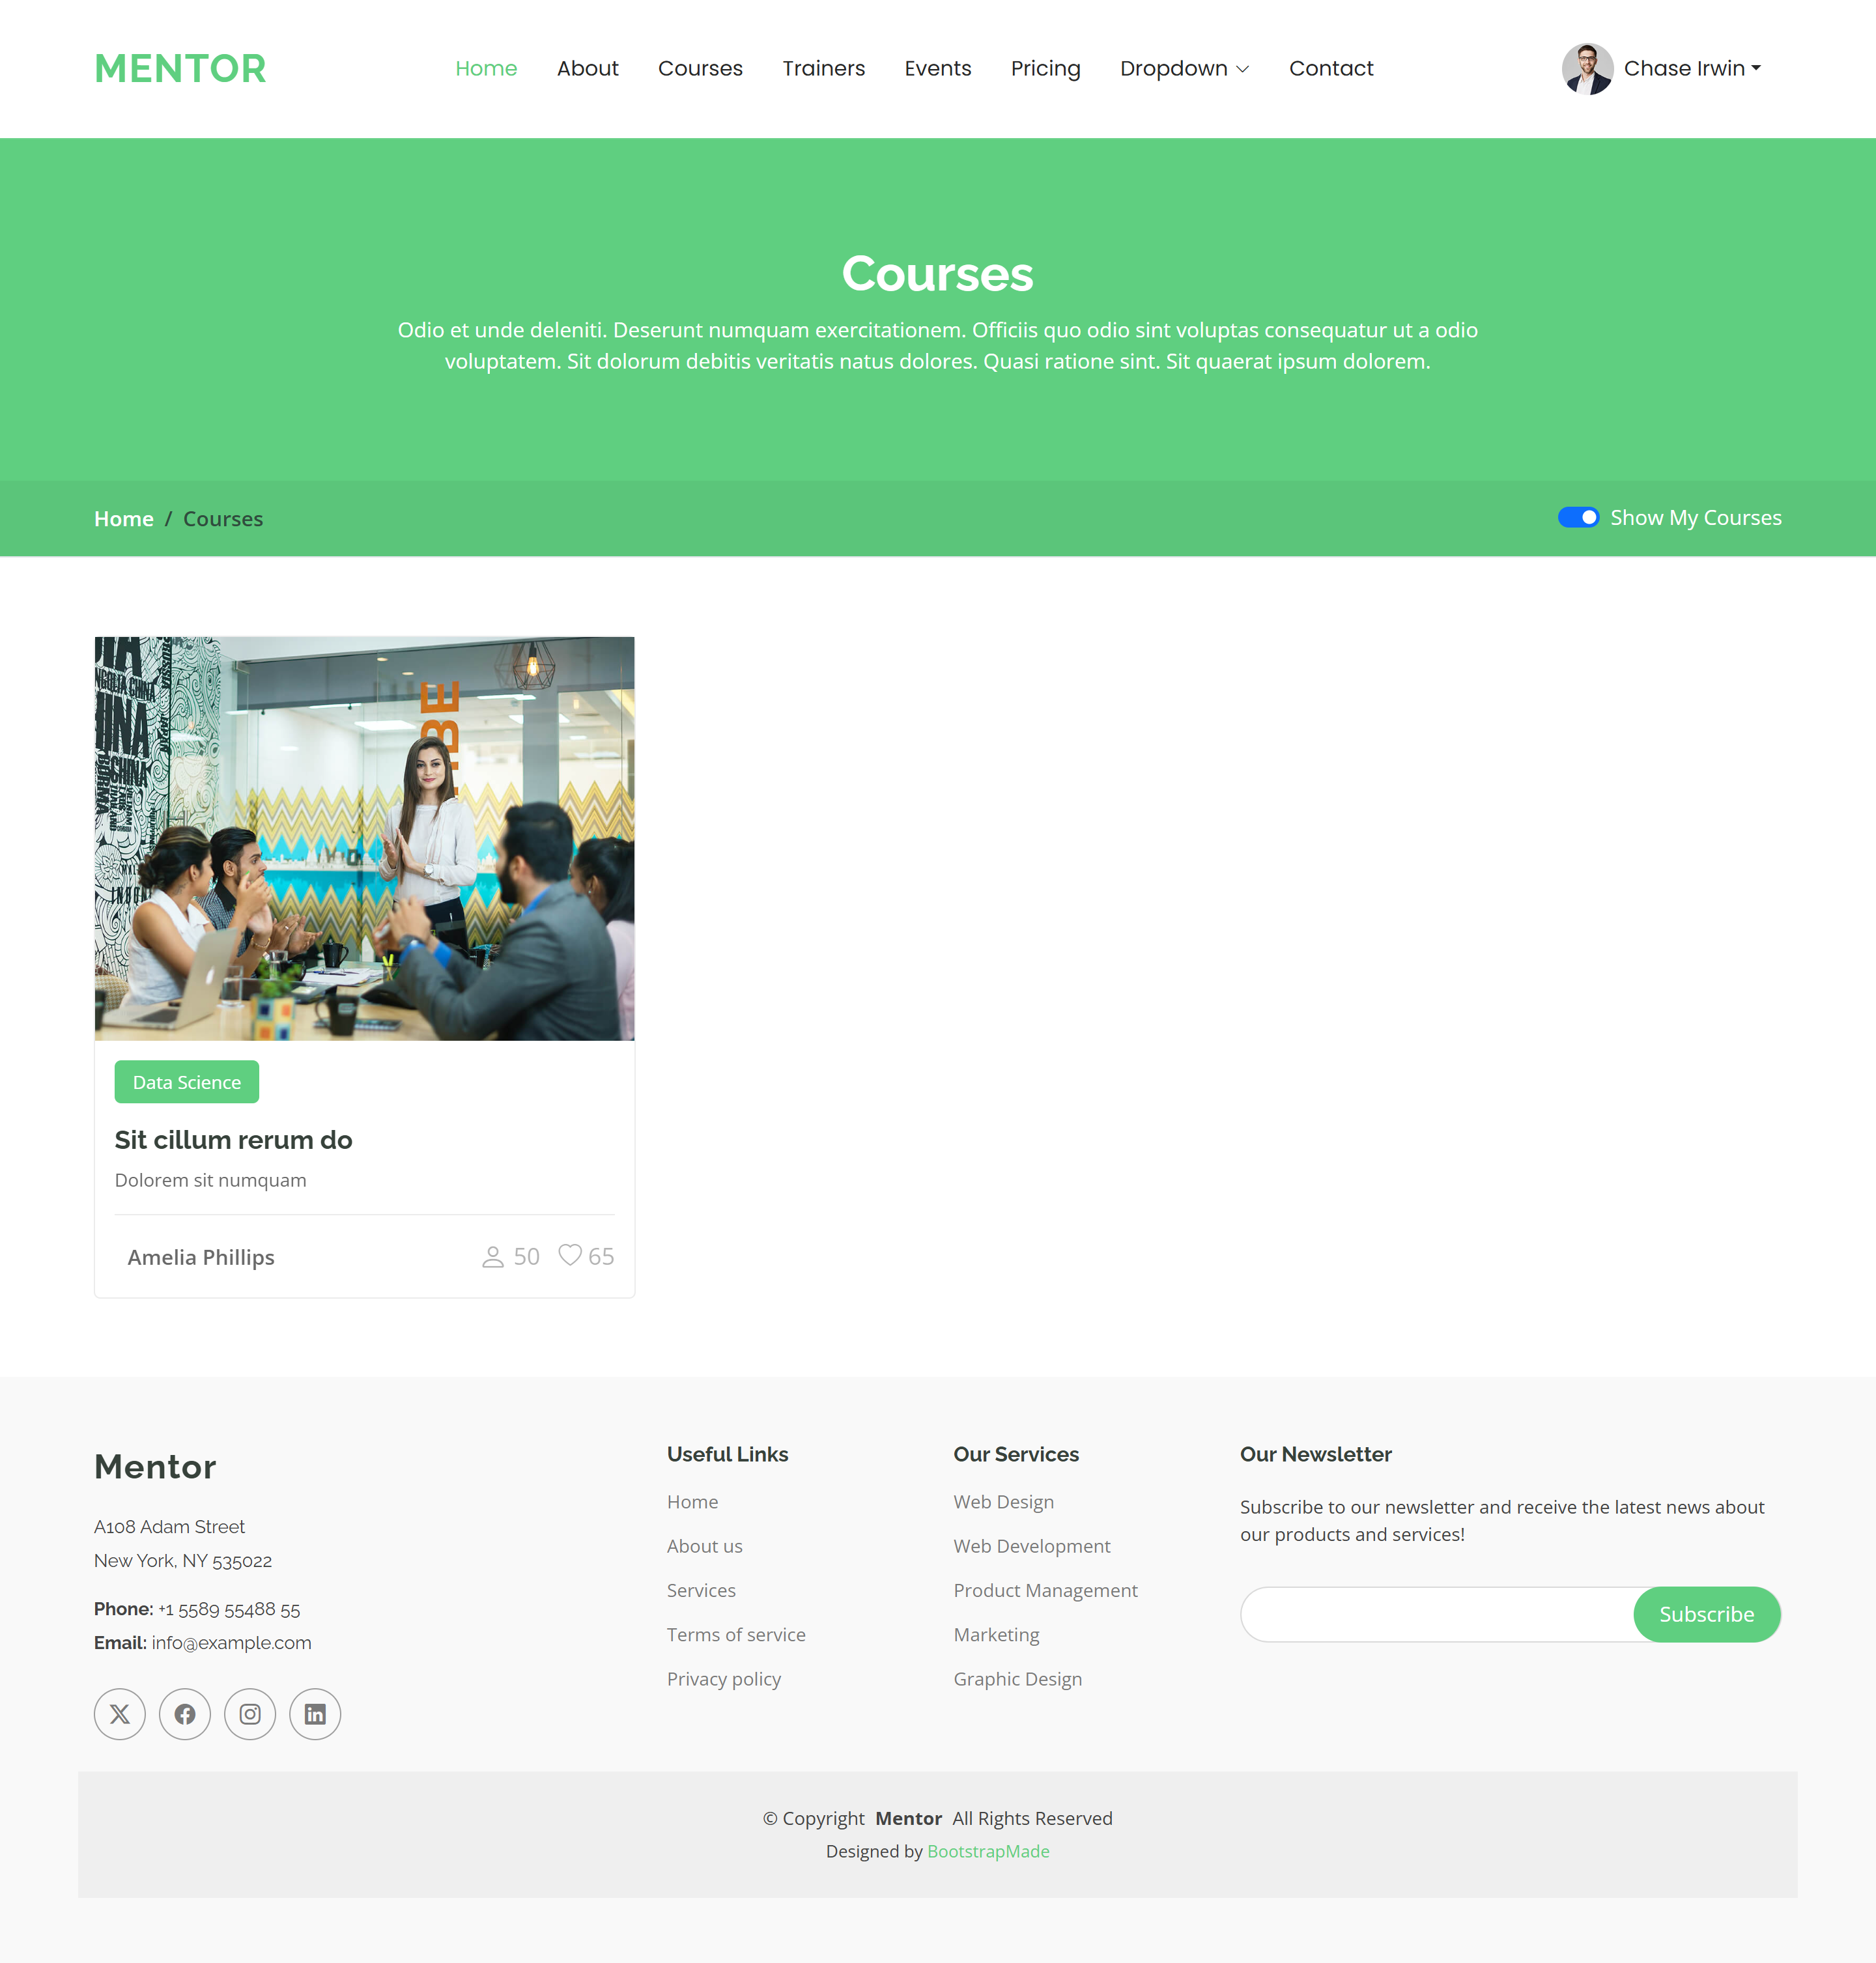 MENTOR
Home About Courses Trainers Events Pricing Dropdown Contact
Chase Irwin
Courses
Odio et unde deleniti. Deserunt numquam exercitationem. Officiis quo odio sint voluptas consequatur ut a odio
voluptatem. Sit dolorum debitis veritatis natus dolores. Quasi ratione sint. Sit quaerat ipsum dolorem.
Home / Courses
Show My Courses
CHINA
Data Science
Sit cillum rerum do
Dolorem sit numquam
Amelia Phillips
50 65
Mentor
A108 Adam Street
New York, NY 535022
Phone: +1 5589 55488 55
Email: info@example.com
Useful Links
Home
About us
Services
Terms of service
Privacy policy
Our Services
Web Design
Web Development
Product Management
Marketing
Graphic Design
Our Newsletter
Subscribe to our newsletter and receive the latest news about
our products and services!
Subscribe
© Copyright Mentor All Rights Reserved
Designed by BootstrapMade